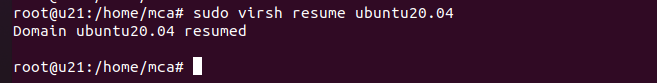 root@u21:/home/mca# sudo virsh resume ubuntu20.04
Domain ubuntu20.04 resumed
root@u21:/home/mca#